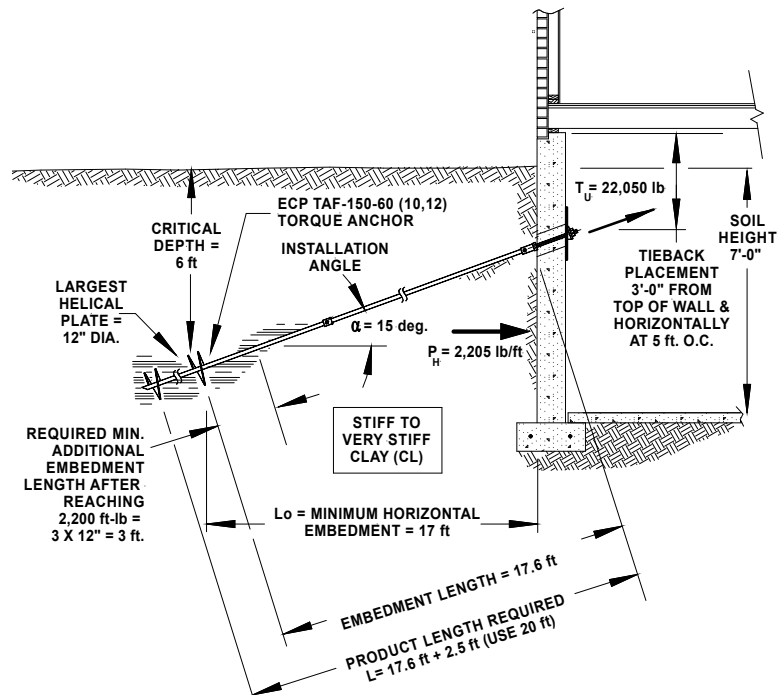 ECP TAF-150-60 (10,12)
TORQUE ANCHOR
CRITICAL
DEPTH =
6 ft
INSTALLATION
ANGLE
LARGEST
HELICAL
PLATE =
12" DIA.
α = 15 deg.
TU = 22,050 lb
SOIL
HEIGHT
7'-0"
TIEBACK
PLACEMENT
3'-0" FROM
TOP OF WALL &
HORIZONTALLY
AT 5 ft. O.C.
PH = 2,205 lb/ft
STIFF TO
VERY STIFF
CLAY (CL)
REQUIRED MIN.
ADDITIONAL
EMBEDMENT
LENGTH AFTER
REACHING
2,200 ft-lb =
3 X 12" = 3 ft.
Lo = MINIMUM HORIZONTAL
EMBEDMENT = 17 ft
EMBEDMENT LENGTH = 17.6 ft
PRODUCT LENGTH REQUIRED
L= 17.6 ft + 2.5 ft (USE 20 ft)